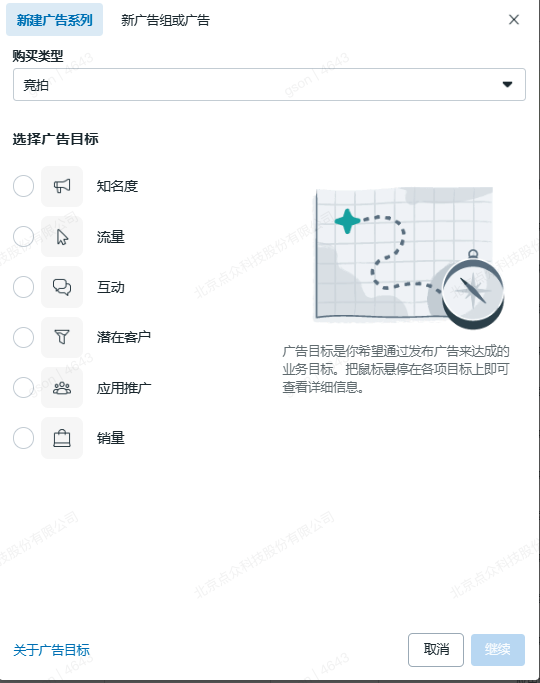 新建广告系列
新广告组或广告
购买类型
竞拍
选择广告目标
知名度
流量
互动
潜在客户
应用推广
销量
广告目标是你希望通过发布广告来达成的
业务目标。把鼠标悬停在各项目标上即可
查看详细信息。
关于广告目标
取消
继续
北京点众科技股份有限公司